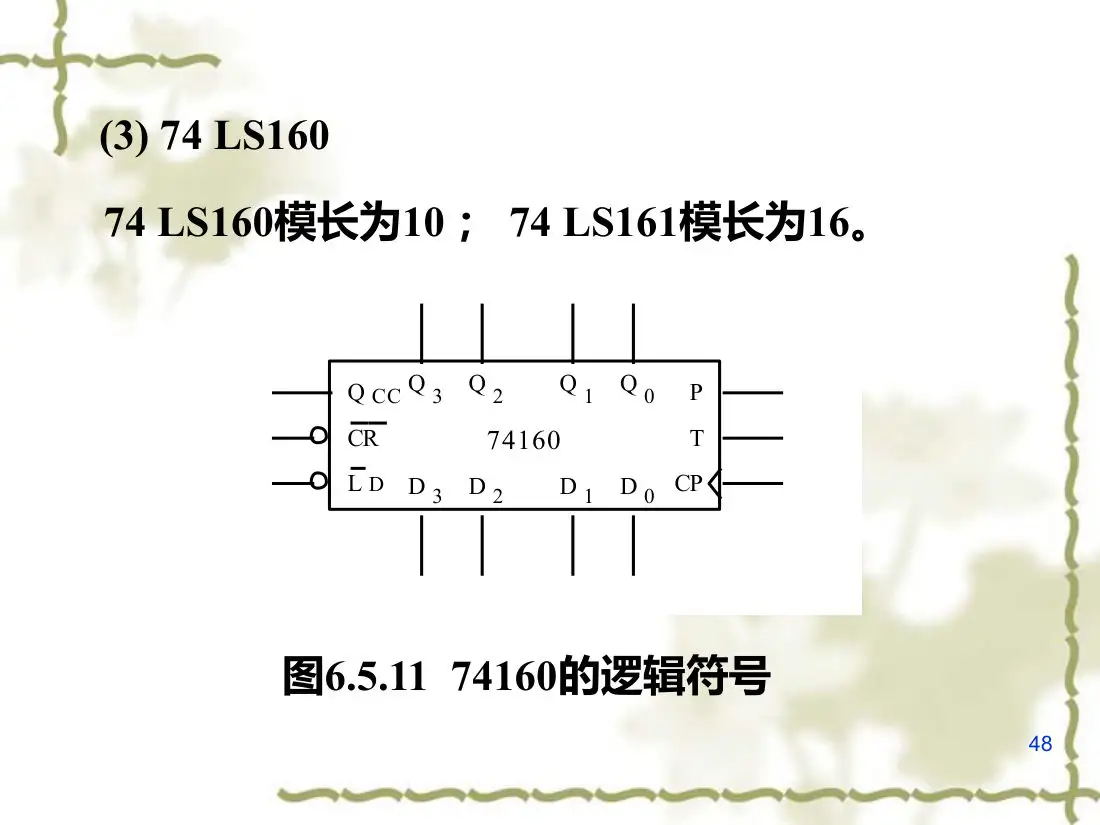 (3) 74 LS160
74 LS160模长为10； 74 LS161模长为16。
Q CC Q 3 Q 2 Q 1 Q 0 P
C̅R̅ 74160 T
L̅ D D 3 D 2 D 1 D 0 CP
图6.5.11 74160的逻辑符号
48